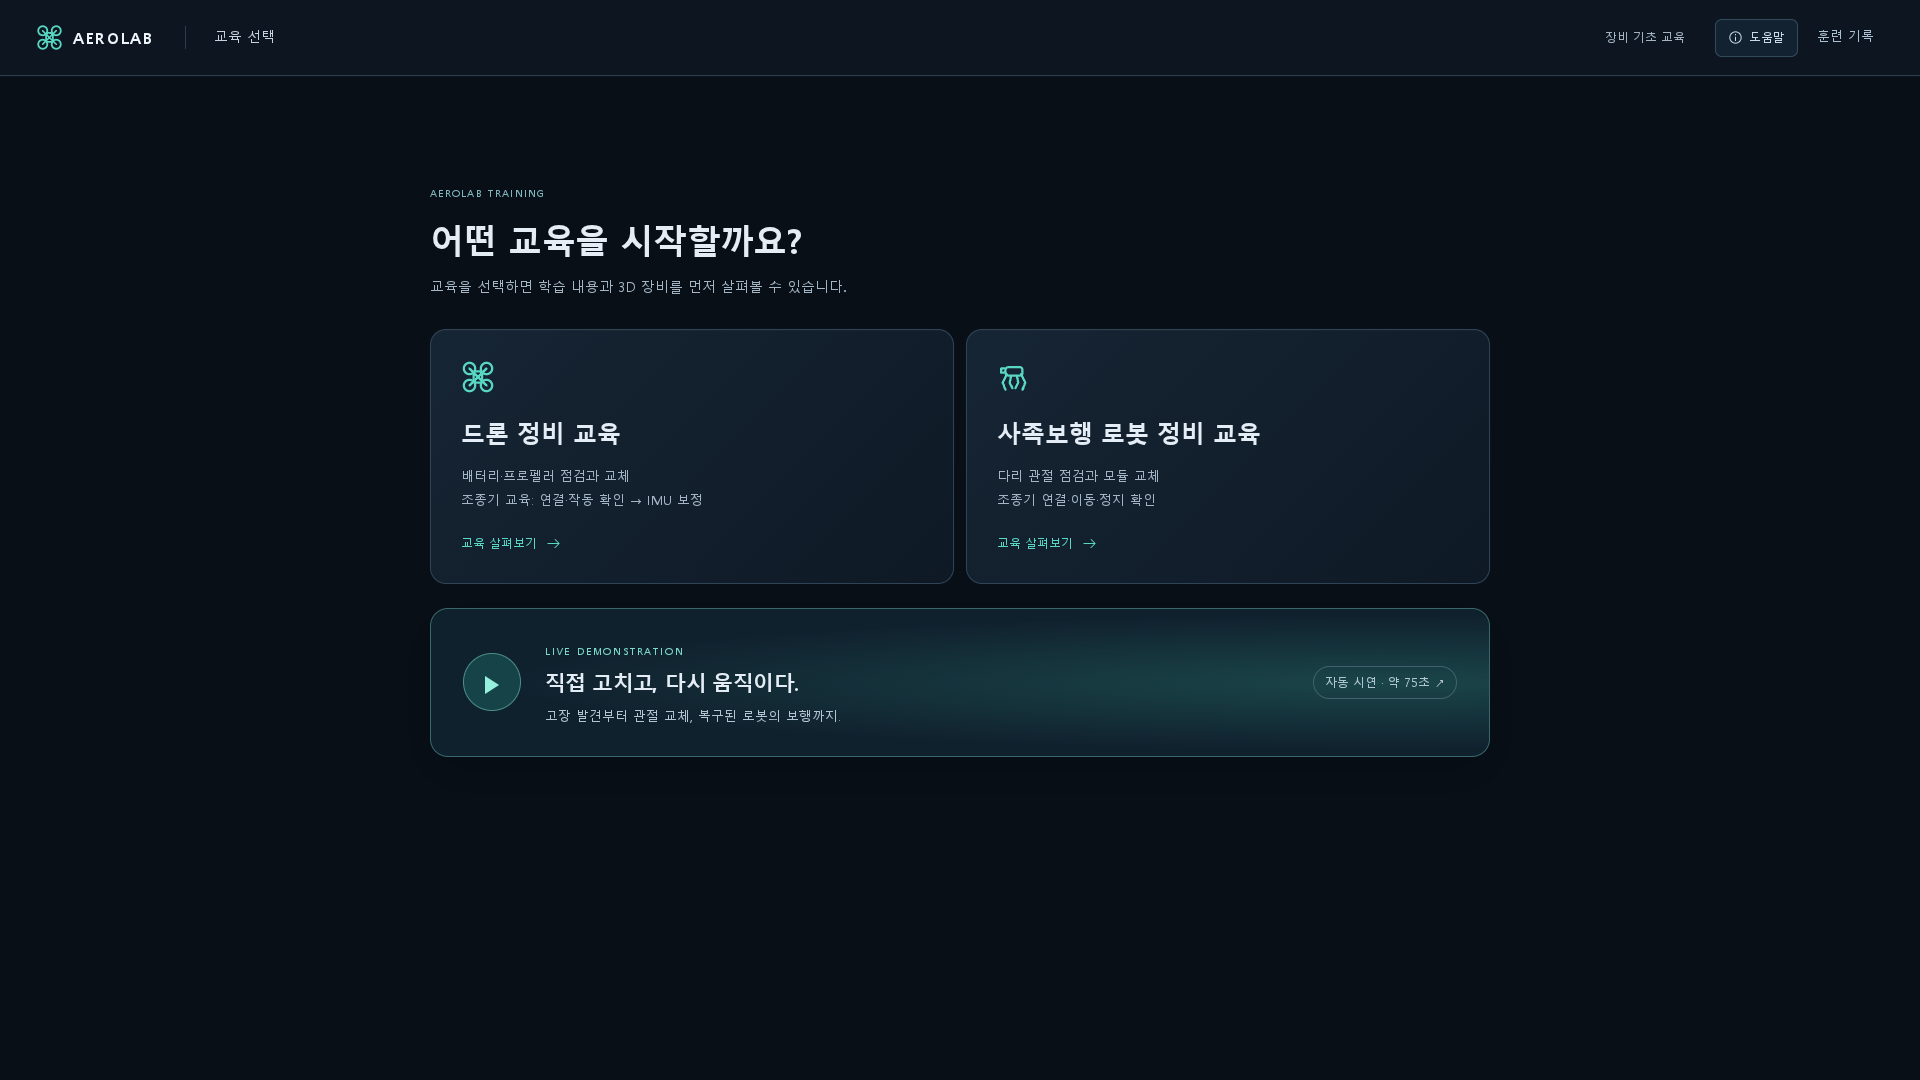 AEROLAB
교육 선택
장비 기초 교육
도움말
훈련 기록
AEROLAB TRAINING
어떤 교육을 시작할까요?
교육을 선택하면 학습 내용과 3D 장비를 먼저 살펴볼 수 있습니다.
드론 정비 교육
배터리·프로펠러 점검과 교체
조종기 교육: 연결·작동 확인 → IMU 보정
교육 살펴보기 →
사족보행 로봇 정비 교육
다리 관절 점검과 모듈 교체
조종기 연결·이동·정지 확인
교육 살펴보기 →
LIVE DEMONSTRATION
직접 고치고, 다시 움직이다.
고장 발견부터 관절 교체, 복구된 로봇의 보행까지.
자동 시연 · 약 75초 ↗